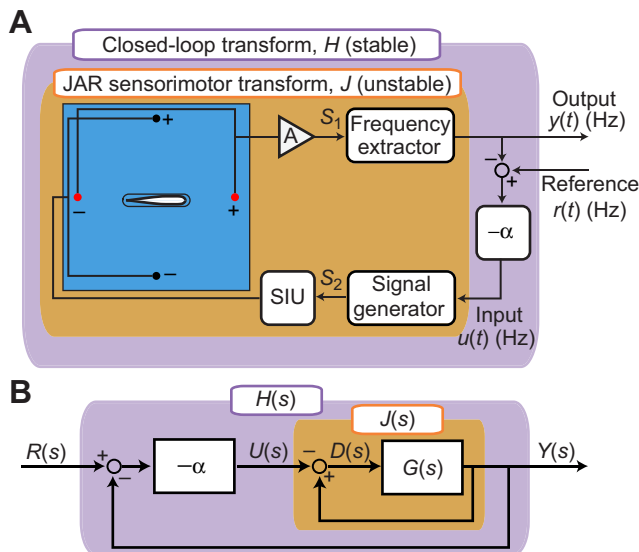 A
Closed-loop transform, H (stable)
JAR sensorimotor transform, J (unstable)
+
A
S1
Frequency
extractor
Output
y(t) (Hz)
−
+
Reference
r(t) (Hz)
−
+
−α
−
SIU
S2
Signal
generator
Input
u(t) (Hz)
B
H(s)
J(s)
R(s)
+
−
−α
U(s)
−
+
D(s)
G(s)
Y(s)